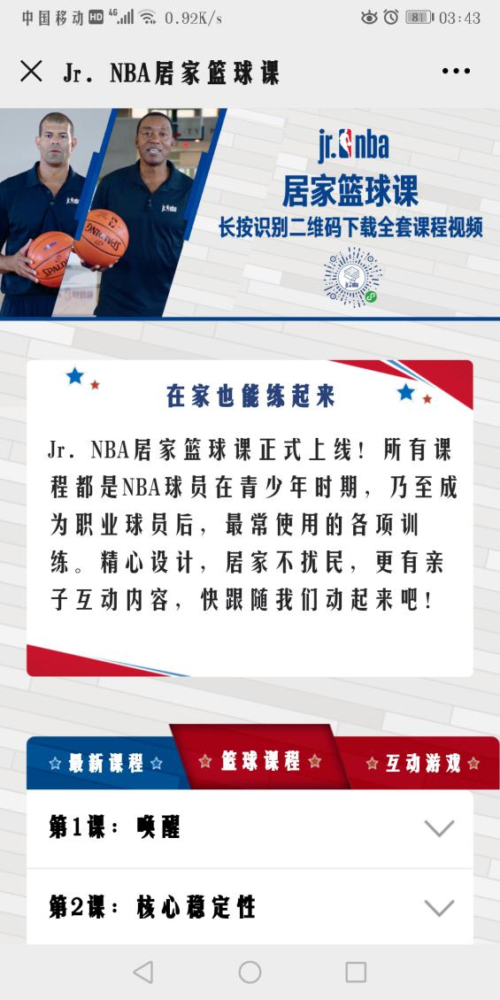 中国移动 HD 4G 0.92K/s 81 03:43
Jr. NBA居家篮球课
jr.nba
居家篮球课
长按识别二维码下载全套课程视频
在家也能练起来
Jr. NBA居家篮球课正式上线！所有课
程都是NBA球员在青少年时期，乃至成
为职业球员后，最常使用的各项训
练。精心设计，居家不扰民，更有亲
子互动内容，快跟随我们动起来吧！
最新课程 篮球课程 互动游戏
第1课：唤醒
第2课：核心稳定性
jr.nba
jr.nba
SPALDING
SPALDING